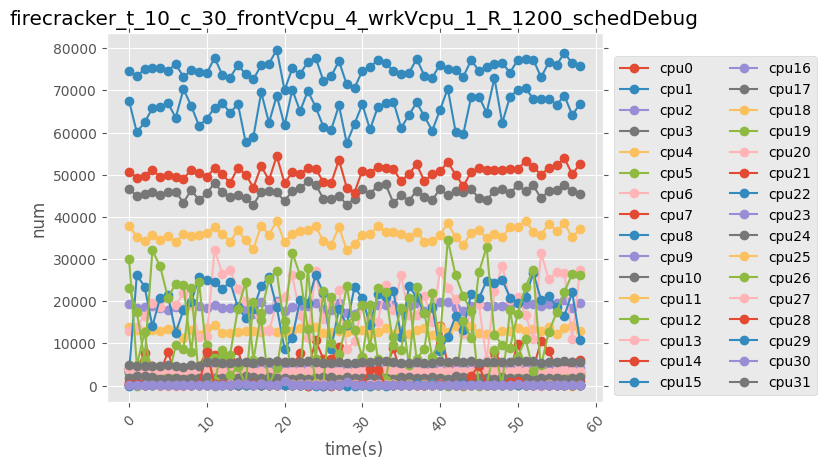 firecracker_t_10_c_30_frontVcpu_4_wrkVcpu_1_R_1200_schedDebug
num
80000
70000
60000
50000
40000
30000
20000
10000
0
0
10
20
30
40
50
60
time(s)
cpu0
cpu1
cpu2
cpu3
cpu4
cpu5
cpu6
cpu7
cpu8
cpu9
cpu10
cpu11
cpu12
cpu13
cpu14
cpu15
cpu16
cpu17
cpu18
cpu19
cpu20
cpu21
cpu22
cpu23
cpu24
cpu25
cpu26
cpu27
cpu28
cpu29
cpu30
cpu31